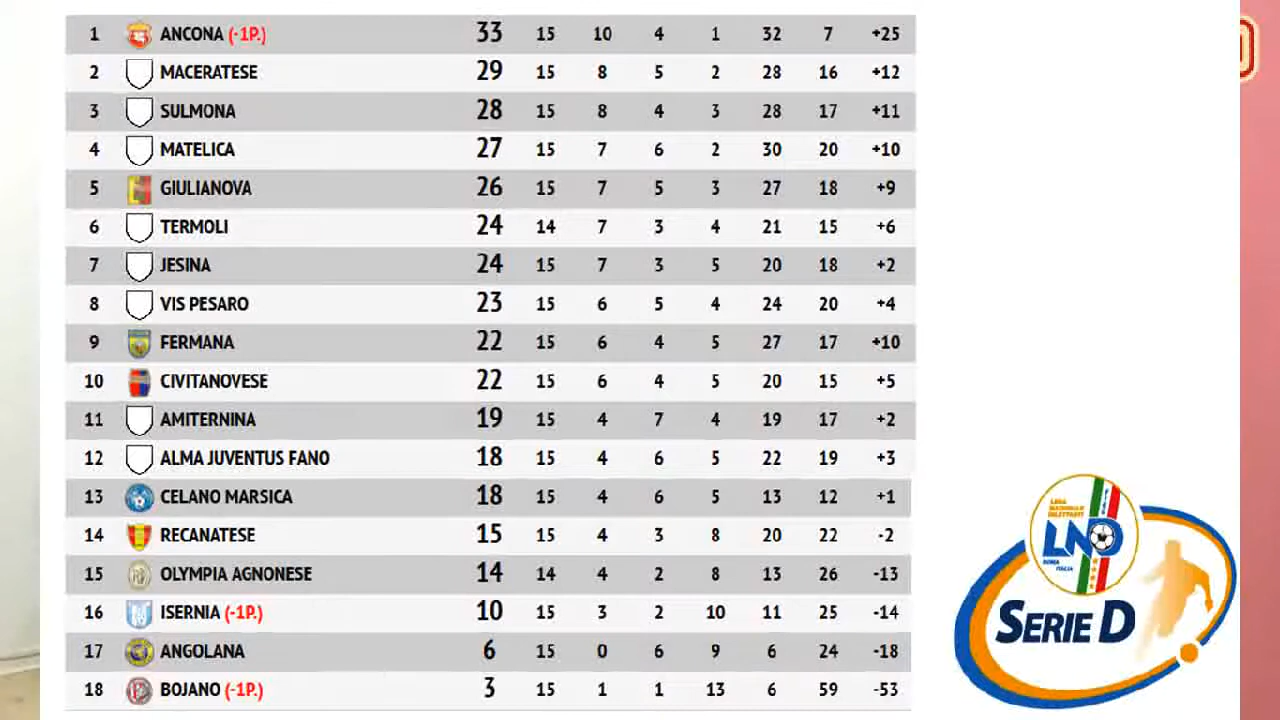 1 ANCONA (-1P.) 33 15 10 4 1 32 7 +25
2 MACERATESE 29 15 8 5 2 28 16 +12
3 SULMONA 28 15 8 4 3 28 17 +11
4 MATELICA 27 15 7 6 2 30 20 +10
5 GIULIANOVA 26 15 7 5 3 27 18 +9
6 TERMOLI 24 14 7 3 4 21 15 +6
7 JESINA 24 15 7 3 5 20 18 +2
8 VIS PESARO 23 15 6 5 4 24 20 +4
9 FERMANA 22 15 6 4 5 27 17 +10
10 CIVITANOVESE 22 15 6 4 5 20 15 +5
11 AMITERNINA 19 15 4 7 4 19 17 +2
12 ALMA JUVENTUS FANO 18 15 4 6 5 22 19 +3
13 CELANO MARSICA 18 15 4 6 5 13 12 +1
14 RECANATESE 15 15 4 3 8 20 22 -2
15 OLYMPIA AGNONESE 14 14 4 2 8 13 26 -13
16 ISERNIA (-1P.) 10 15 3 2 10 11 25 -14
17 ANGOLANA 6 15 0 6 9 6 24 -18
18 BOJANO (-1P.) 3 15 1 1 13 6 59 -53
LEGA
NAZIONALE
DILETTANTI
LND
ROMA
ITALIA
SERIE D